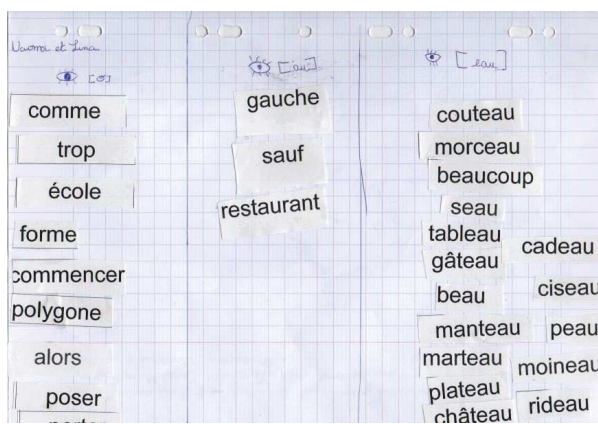 Naomi et Lina
[o]
comme
trop
école
forme
commencer
polygone
alors
poser
[au]
gauche
sauf
restaurant
[eau]
couteau
morceau
beaucoup
seau
tableau
cadeau
gâteau
ciseau
beau
manteau
peau
marteau
moineau
plateau
rideau
château